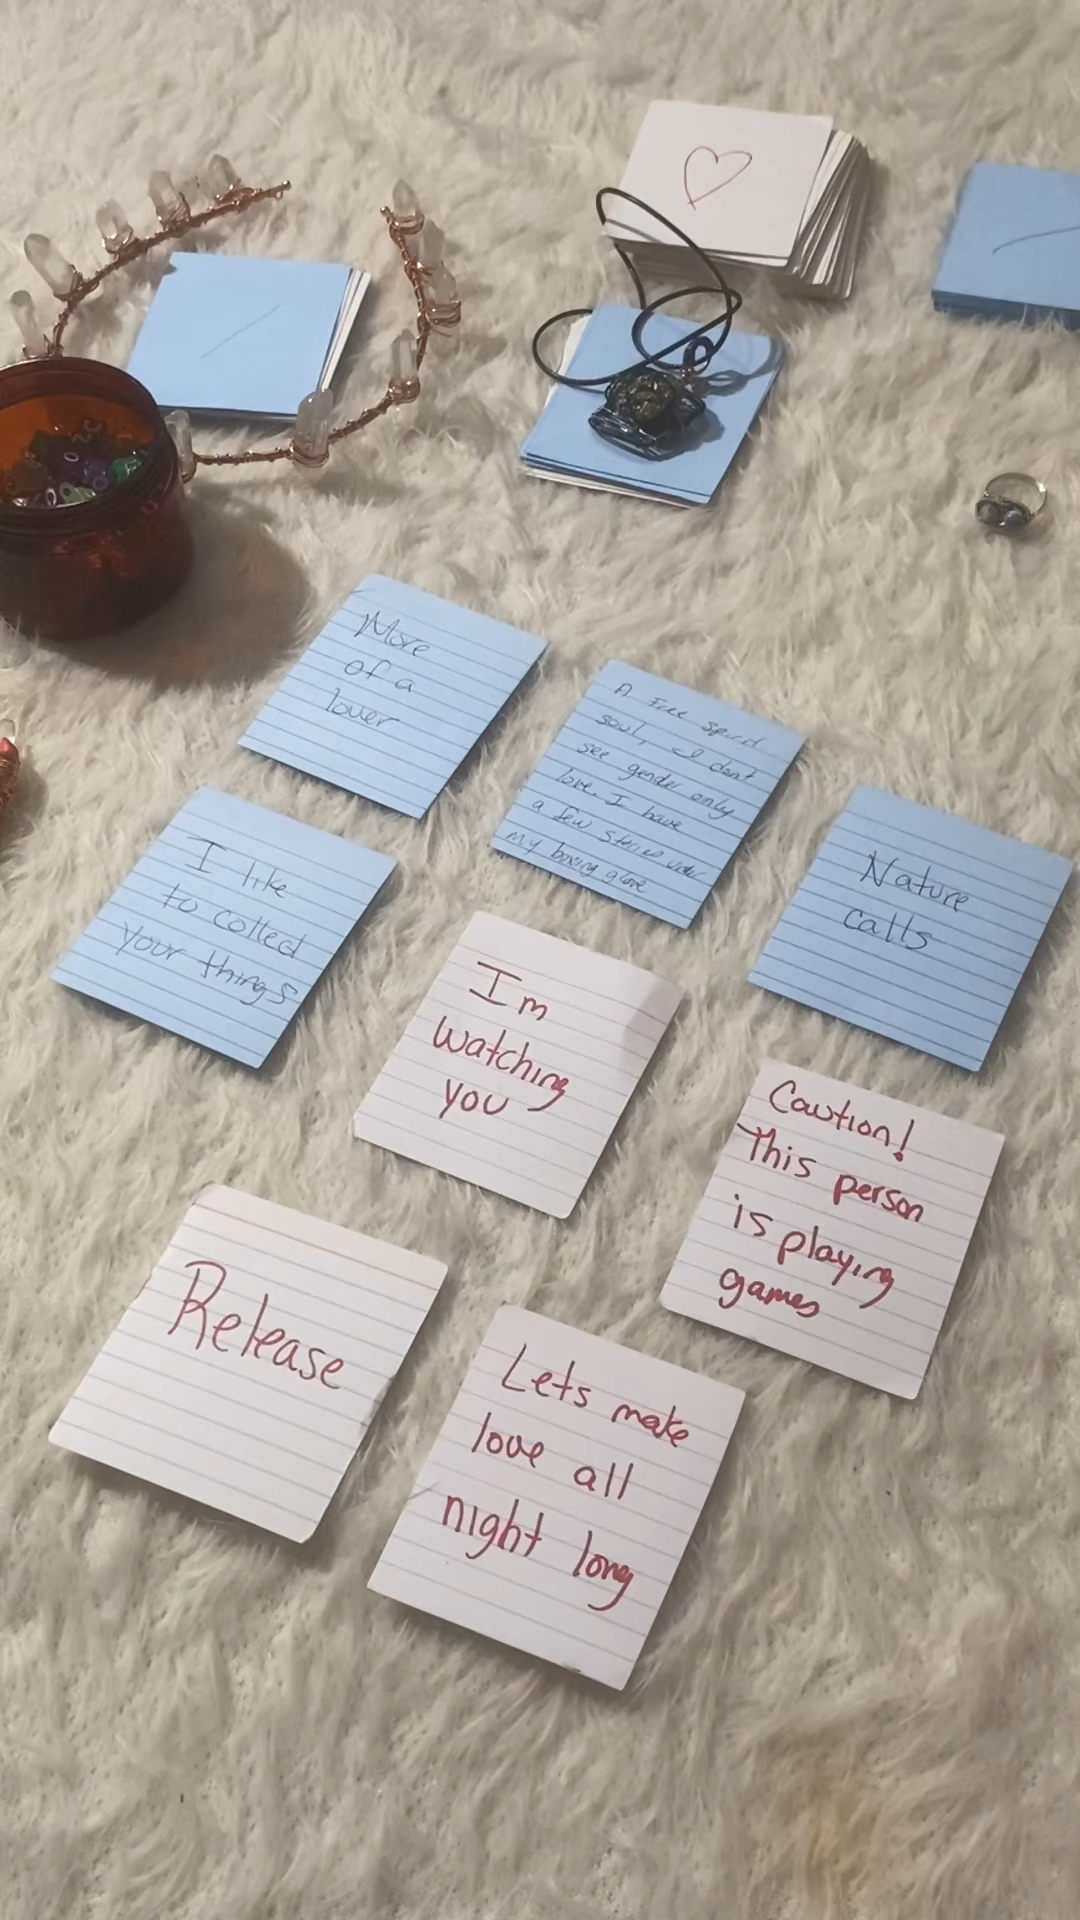 More
of a
lover
A Free spirit
soul, I dont
see gender only
love. I have
a few stories under
my boxing glove
Nature
calls
I like
to collect
your things
Im
watching
you
Caution!
This person
is playing
games
Release
Lets make
love all
night long